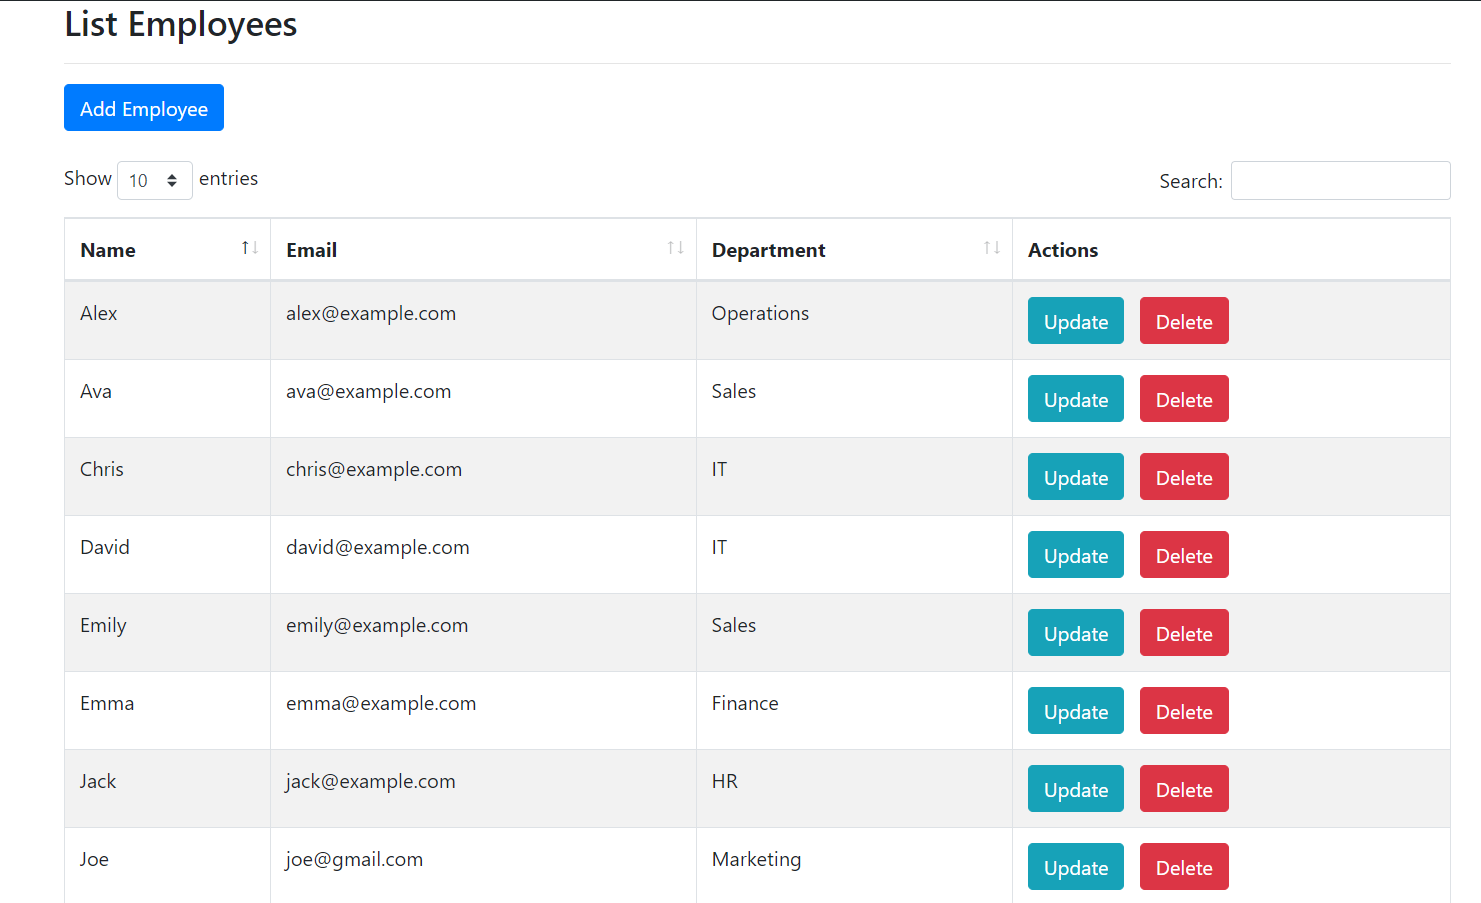 List Employees
Add Employee
Show 10 entries Search:
Name Email Department Actions
Alex alex@example.com Operations Update Delete
Ava ava@example.com Sales Update Delete
Chris chris@example.com IT Update Delete
David david@example.com IT Update Delete
Emily emily@example.com Sales Update Delete
Emma emma@example.com Finance Update Delete
Jack jack@example.com HR Update Delete
Joe joe@gmail.com Marketing Update Delete